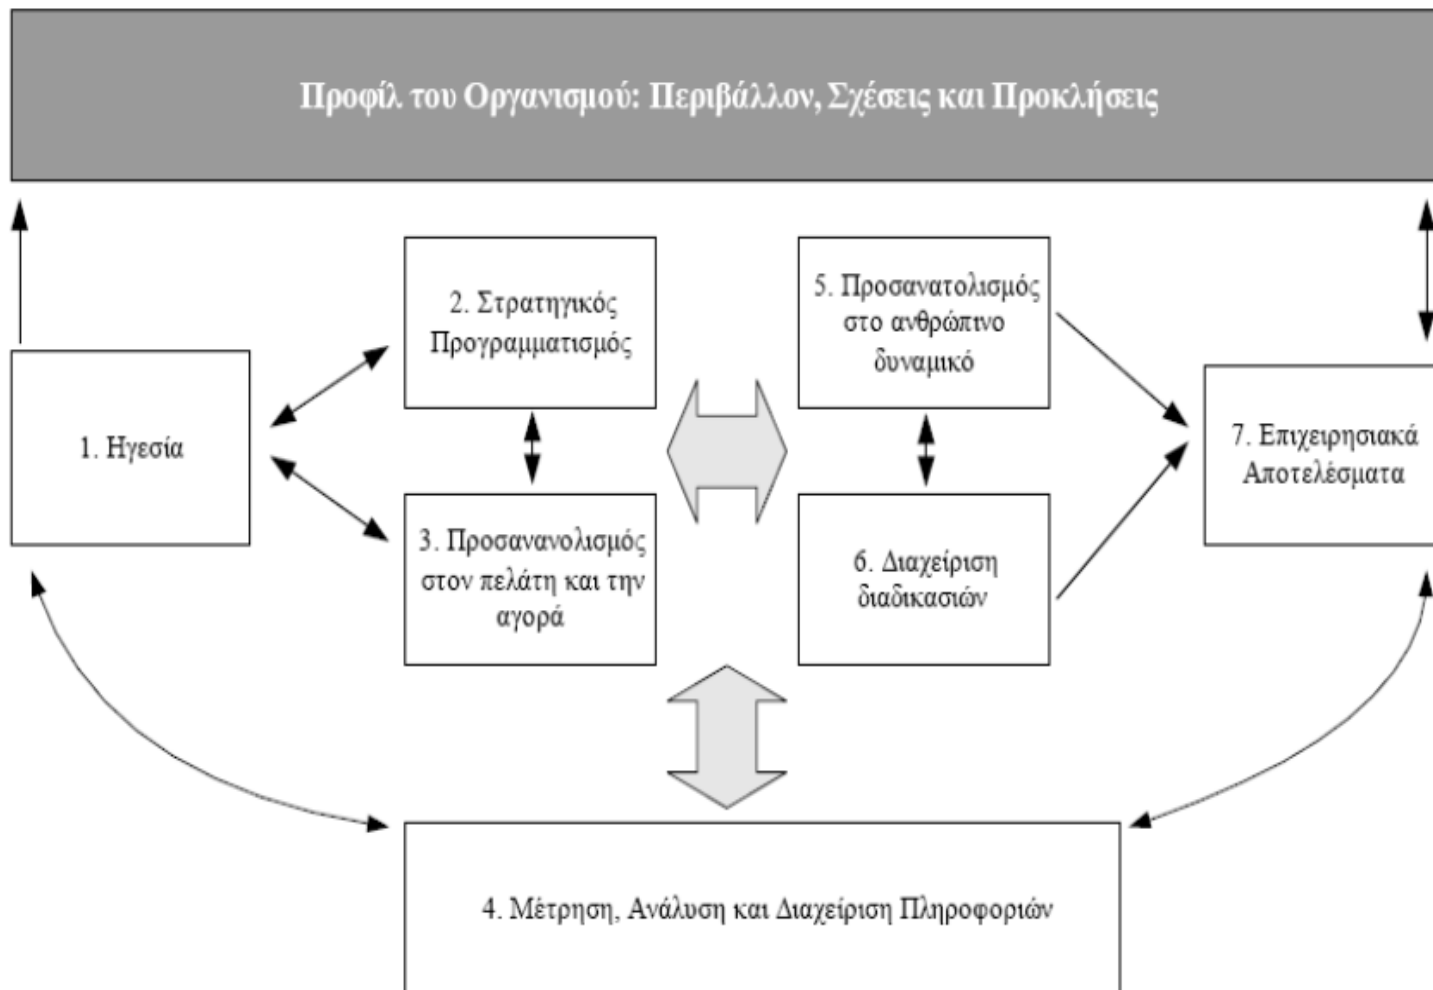 Προφίλ του Οργανισμού: Περιβάλλον, Σχέσεις και Προκλήσεις
1. Ηγεσία
2. Στρατηγικός
Προγραμματισμός
3. Προσανανολισμός
στον πελάτη και την
αγορά
5. Προσανατολισμός
στο ανθρώπινο
δυναμικό
6. Διαχείριση
διαδικασιών
7. Επιχειρησιακά
Αποτελέσματα
4. Μέτρηση, Ανάλυση και Διαχείριση Πληροφοριών